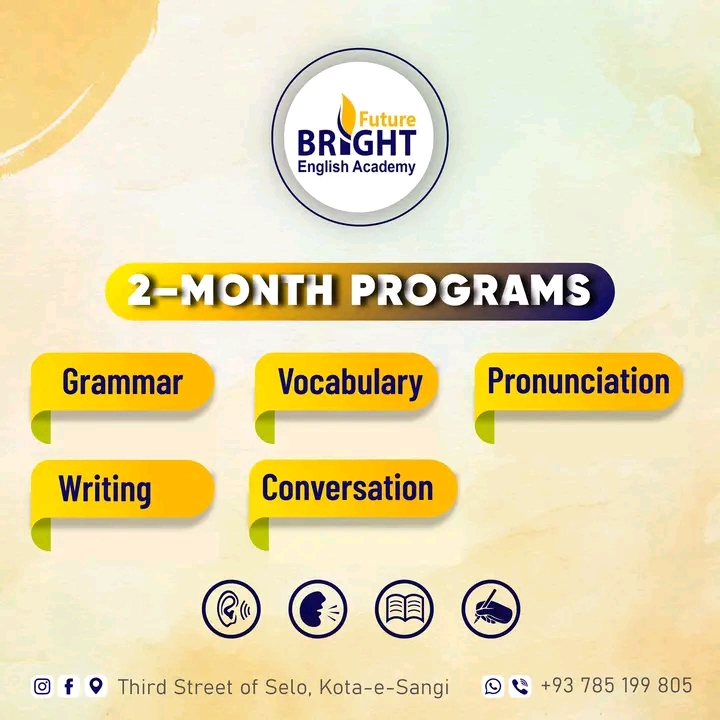 Future
BRIGHT
English Academy
2–MONTH PROGRAMS
Grammar
Vocabulary
Pronunciation
Writing
Conversation
Third Street of Selo, Kota-e-Sangi
+93 785 199 805